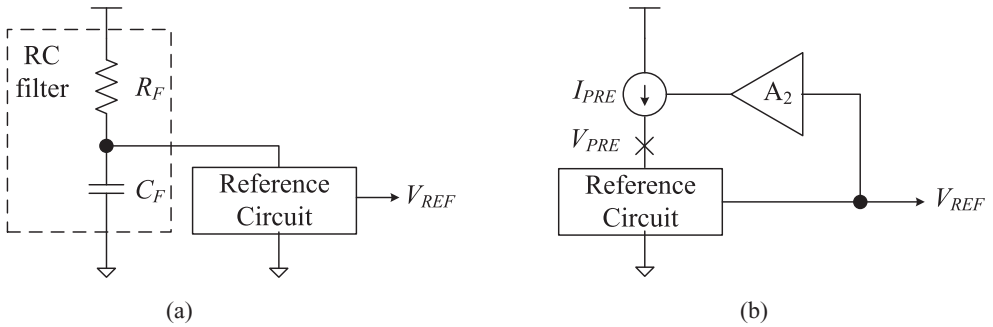 RC
filter
R_F
C_F
Reference
Circuit
V_REF
(a)
I_PRE
A_2
V_PRE
Reference
Circuit
V_REF
(b)